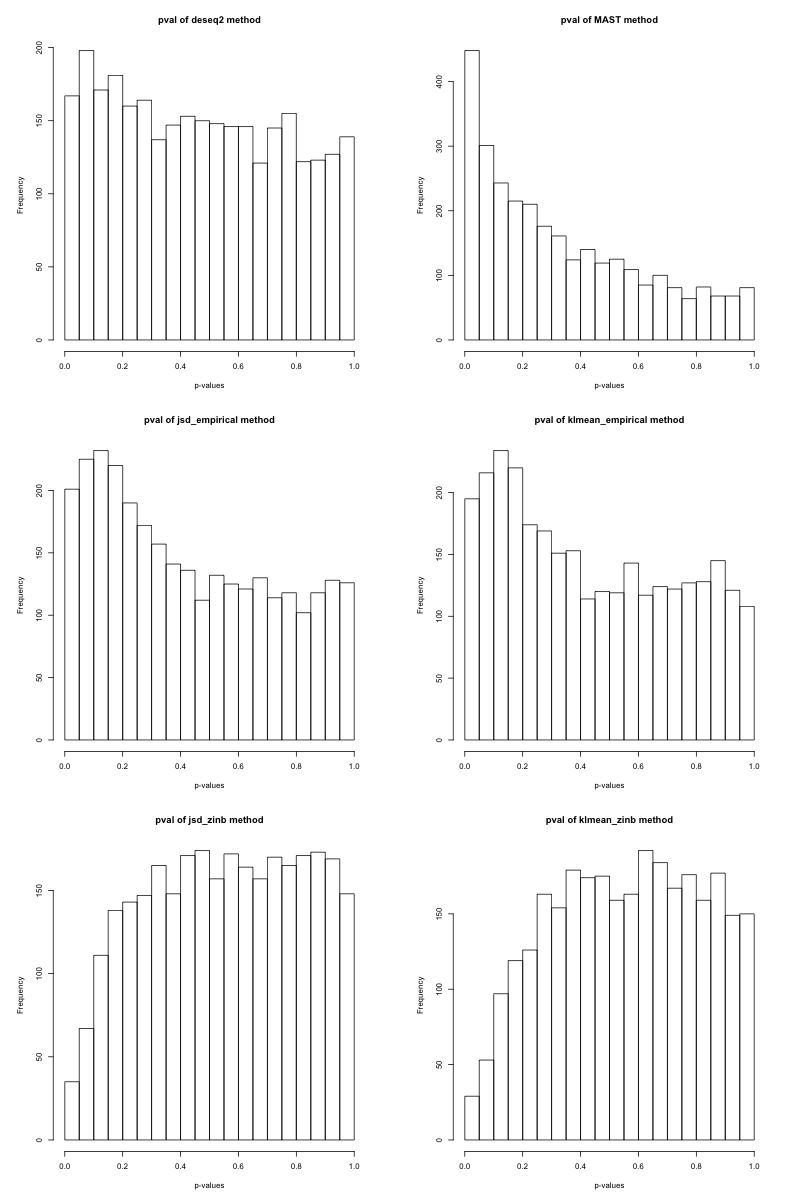 pval of deseq2 method
Frequency
0 50 100 150 200
0.0 0.2 0.4 0.6 0.8 1.0
p-values
pval of MAST method
Frequency
0 100 200 300 400
0.0 0.2 0.4 0.6 0.8 1.0
p-values
pval of jsd_empirical method
Frequency
0 50 100 150 200
0.0 0.2 0.4 0.6 0.8 1.0
p-values
pval of klmean_empirical method
Frequency
0 50 100 150 200
0.0 0.2 0.4 0.6 0.8 1.0
p-values
pval of jsd_zinb method
Frequency
0 50 100 150
0.0 0.2 0.4 0.6 0.8 1.0
p-values
pval of klmean_zinb method
Frequency
0 50 100 150
0.0 0.2 0.4 0.6 0.8 1.0
p-values